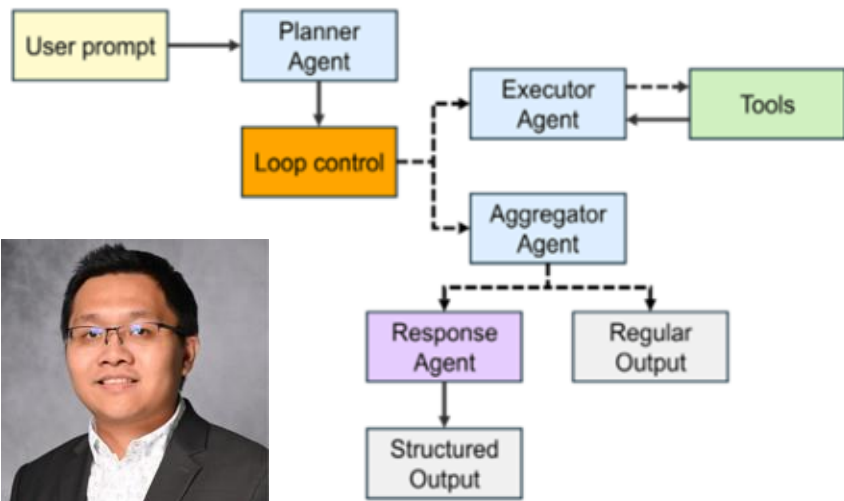 User prompt
Planner
Agent
Executor
Agent
Tools
Loop control
Aggregator
Agent
Response
Agent
Regular
Output
Structured
Output